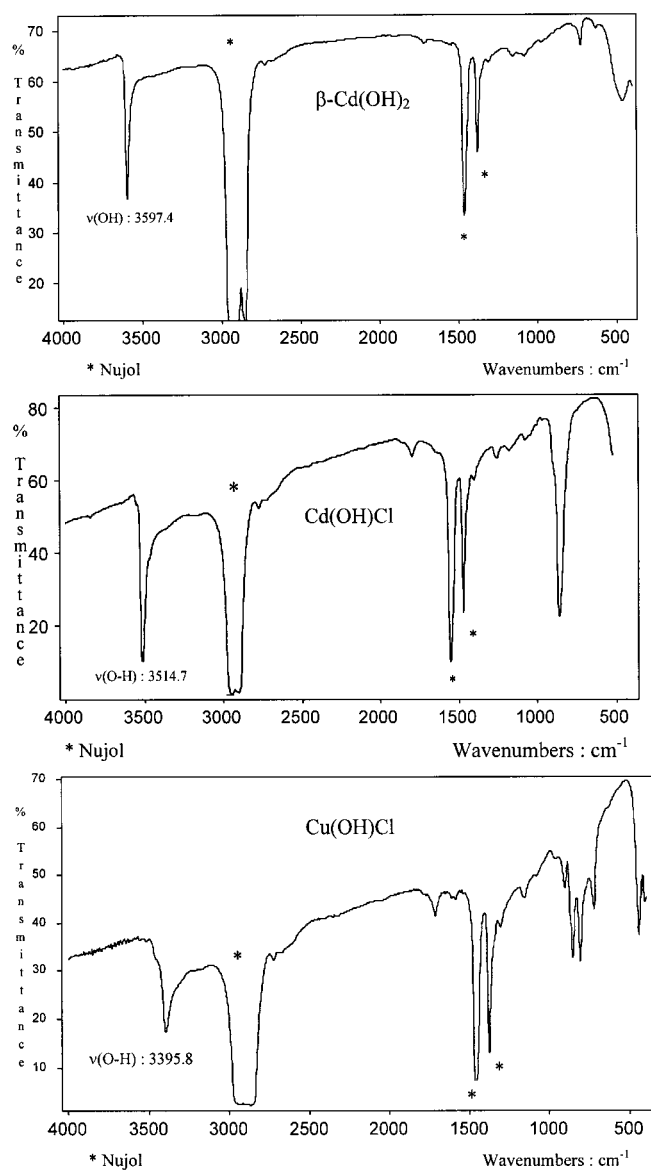 % Transmittance
70
60
50
40
30
20
*
β-Cd(OH)₂
*
*
ν(OH) : 3597.4
4000 3500 3000 2500 2000 1500 1000 500
* Nujol Wavenumbers : cm⁻¹
% Transmittance
80
60
40
20
*
Cd(OH)Cl
*
*
ν(O-H) : 3514.7
4000 3500 3000 2500 2000 1500 1000 500
* Nujol Wavenumbers : cm⁻¹
% Transmittance
70
60
50
40
30
20
10
Cu(OH)Cl
*
ν(O-H) : 3395.8
*
*
4000 3500 3000 2500 2000 1500 1000 500
* Nujol Wavenumbers : cm⁻¹